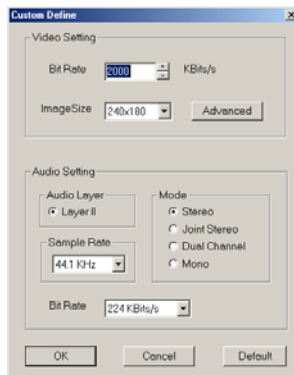 Custom Define
Video Setting
Bit Rate 2000 KBits/s
ImageSize 240x180 Advanced
Audio Setting
Audio Layer
Layer II
Sample Rate
44.1 KHz
Mode
Stereo
Joint Stereo
Dual Channel
Mono
Bit Rate 224 KBits/s
OK Cancel Default